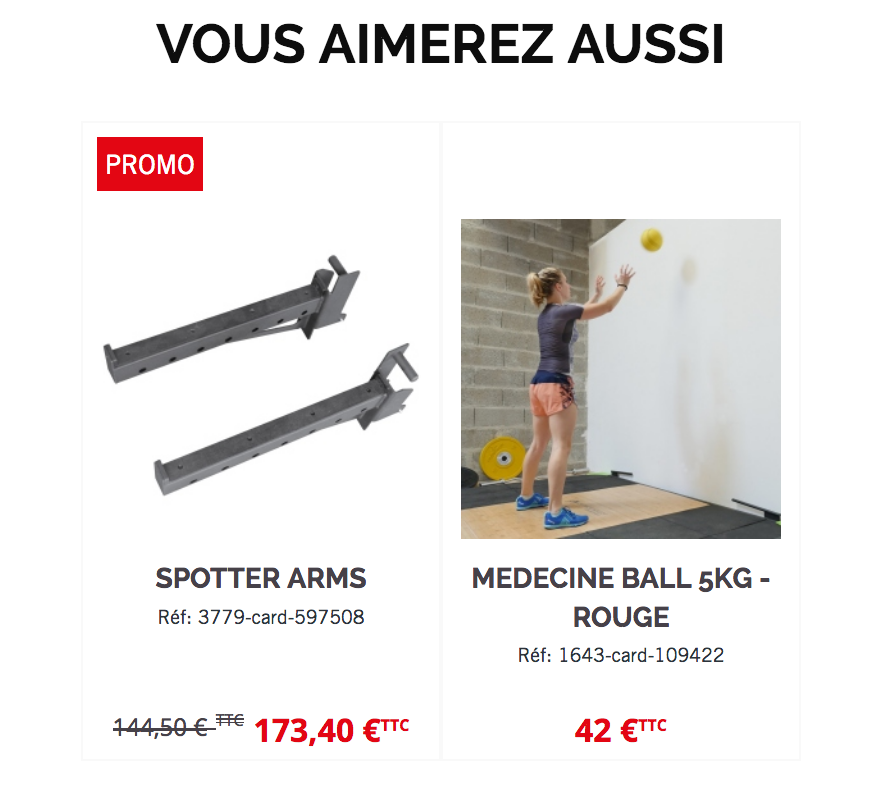 VOUS AIMEREZ AUSSI
PROMO
SPOTTER ARMS
Réf: 3779-card-597508
144,50 € TTC 173,40 €TTC
MEDECINE BALL 5KG -
ROUGE
Réf: 1643-card-109422
42 €TTC